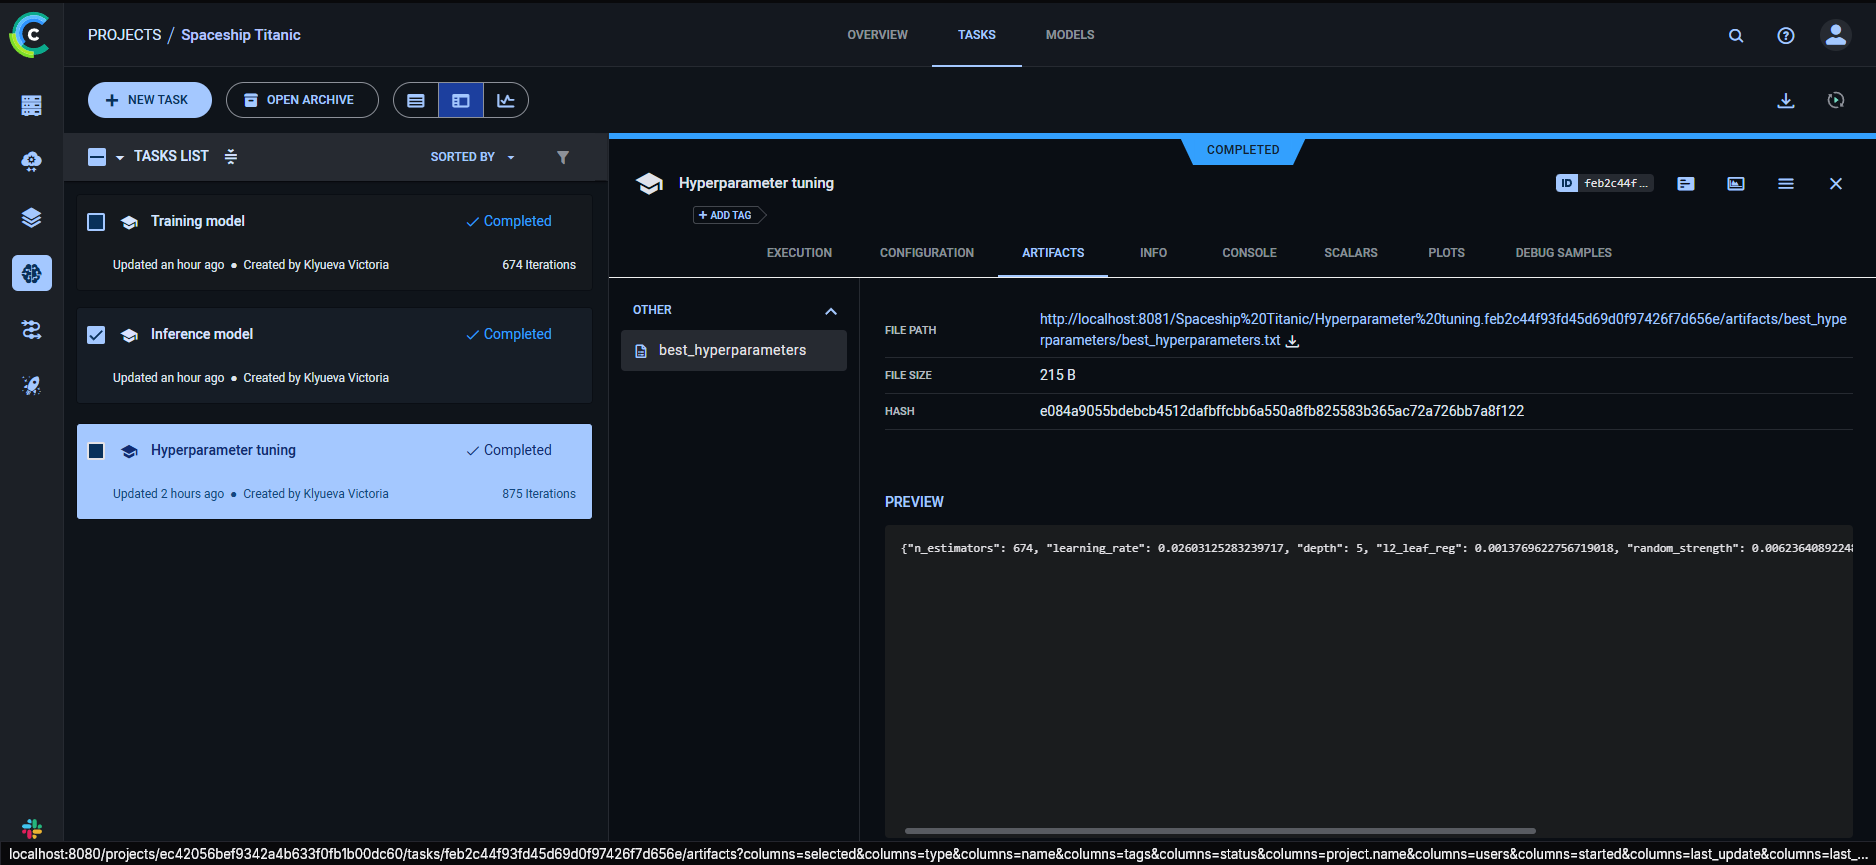 PROJECTS / Spaceship Titanic
OVERVIEW
TASKS
MODELS
+ NEW TASK
OPEN ARCHIVE
TASKS LIST
SORTED BY
Training model
Completed
Updated an hour ago ● Created by Klyueva Victoria
674 Iterations
Inference model
Completed
Updated an hour ago ● Created by Klyueva Victoria
Hyperparameter tuning
Completed
Updated 2 hours ago ● Created by Klyueva Victoria
875 Iterations
COMPLETED
Hyperparameter tuning
ID feb2c44f...
+ ADD TAG
EXECUTION
CONFIGURATION
ARTIFACTS
INFO
CONSOLE
SCALARS
PLOTS
DEBUG SAMPLES
OTHER
best_hyperparameters
FILE PATH
http://localhost:8081/Spaceship%20Titanic/Hyperparameter%20tuning.feb2c44f93fd45d69d0f97426f7d656e/artifacts/best_hype
rparameters/best_hyperparameters.txt
FILE SIZE
215 B
HASH
e084a9055bdebcb4512dafbffcbb6a550a8fb825583b365ac72a726bb7a8f122
PREVIEW
{"n_estimators": 674, "learning_rate": 0.02603125283239717, "depth": 5, "l2_leaf_reg": 0.0013769622756719018, "random_strength": 0.0062364089224
localhost:8080/projects/ec42056bef9342a4b633f0fb1b00dc60/tasks/feb2c44f93fd45d69d0f97426f7d656e/artifacts?columns=selected&columns=type&columns=name&columns=tags&columns=status&columns=project.name&columns=users&columns=started&columns=last_update&columns=last_...